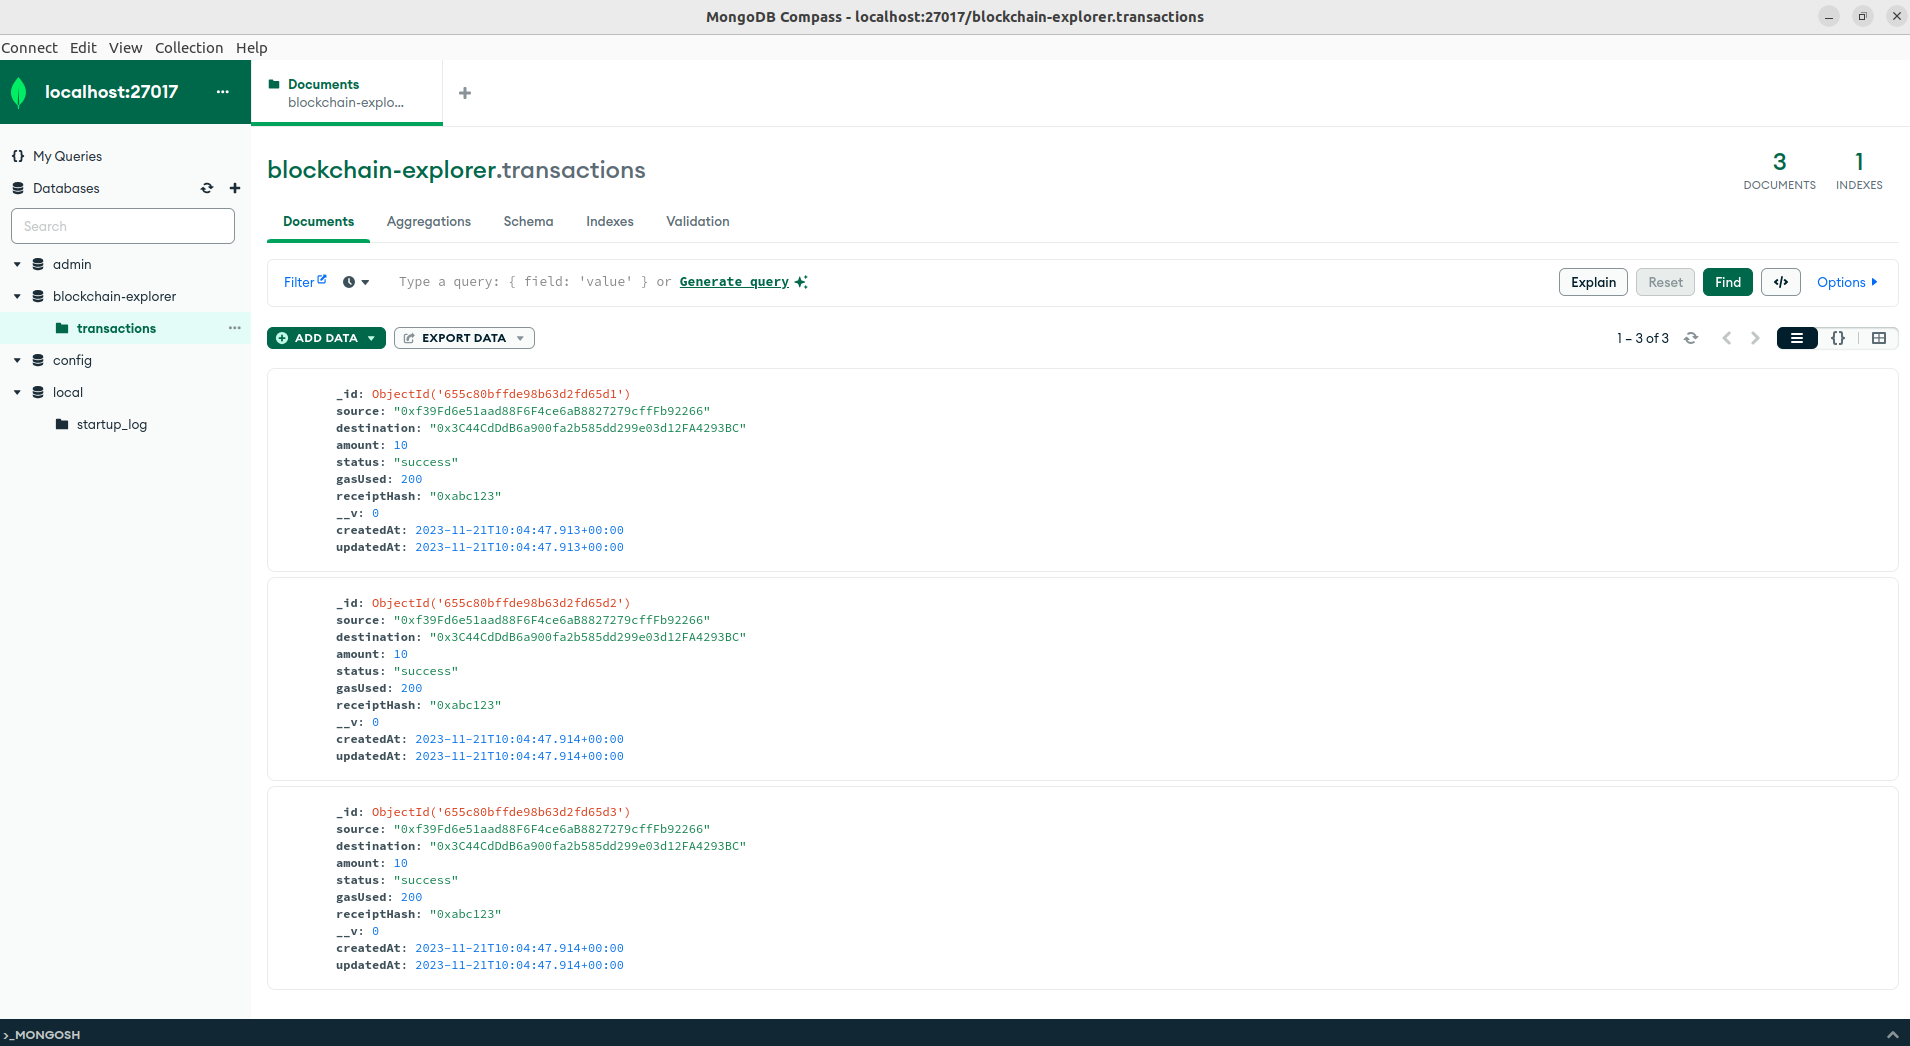 MongoDB Compass - localhost:27017/blockchain-explorer.transactions
Connect Edit View Collection Help
localhost:27017 ...
Documents
blockchain-explo...
My Queries
Databases
Search
admin
blockchain-explorer
transactions ...
config
local
startup_log
blockchain-explorer.transactions
3
DOCUMENTS
1
INDEXES
Documents Aggregations Schema Indexes Validation
Filter Type a query: { field: 'value' } or Generate query Explain Reset Find </> Options
ADD DATA EXPORT DATA 1 – 3 of 3 {}
_id: ObjectId('655c80bffde98b63d2fd65d1')
source: "0xf39Fd6e51aad88F6F4ce6aB8827279cffFb92266"
destination: "0x3C44CdDdB6a900fa2b585dd299e03d12FA4293BC"
amount: 10
status: "success"
gasUsed: 200
receiptHash: "0xabc123"
__v: 0
createdAt: 2023-11-21T10:04:47.913+00:00
updatedAt: 2023-11-21T10:04:47.913+00:00
_id: ObjectId('655c80bffde98b63d2fd65d2')
source: "0xf39Fd6e51aad88F6F4ce6aB8827279cffFb92266"
destination: "0x3C44CdDdB6a900fa2b585dd299e03d12FA4293BC"
amount: 10
status: "success"
gasUsed: 200
receiptHash: "0xabc123"
__v: 0
createdAt: 2023-11-21T10:04:47.914+00:00
updatedAt: 2023-11-21T10:04:47.914+00:00
_id: ObjectId('655c80bffde98b63d2fd65d3')
source: "0xf39Fd6e51aad88F6F4ce6aB8827279cffFb92266"
destination: "0x3C44CdDdB6a900fa2b585dd299e03d12FA4293BC"
amount: 10
status: "success"
gasUsed: 200
receiptHash: "0xabc123"
__v: 0
createdAt: 2023-11-21T10:04:47.914+00:00
updatedAt: 2023-11-21T10:04:47.914+00:00
>_MONGOSH